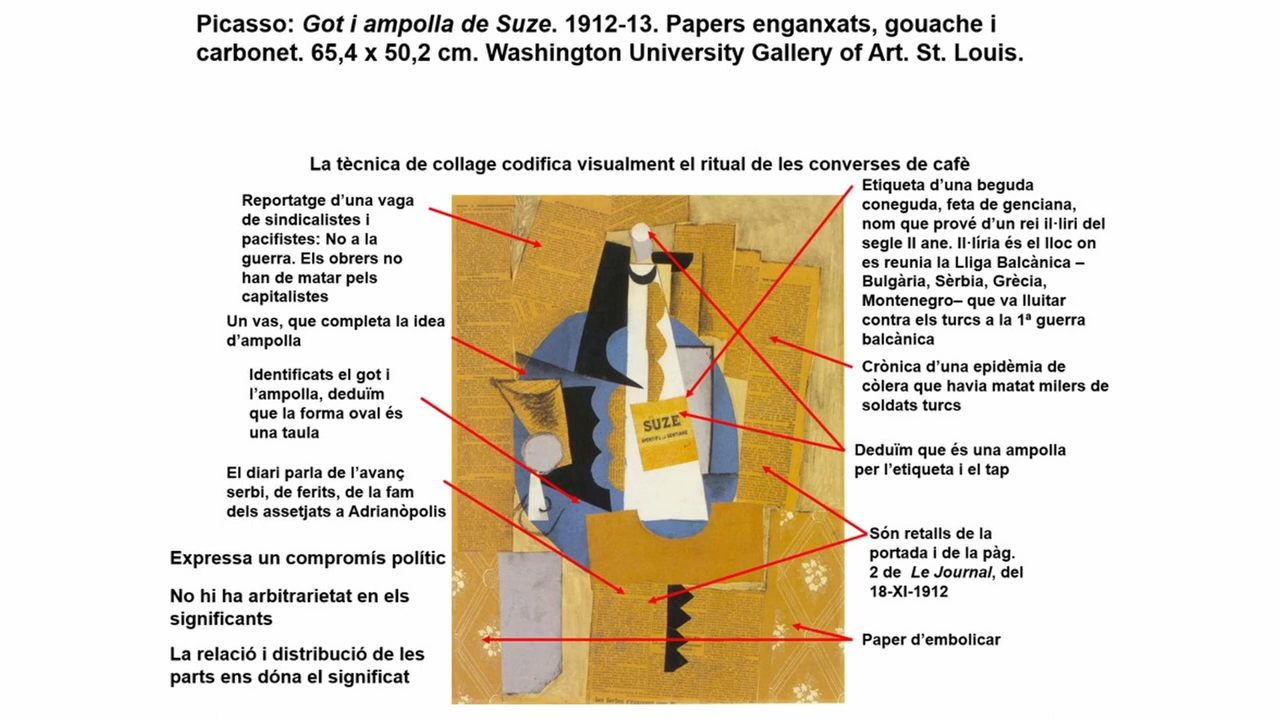 Picasso: Got i ampolla de Suze. 1912-13. Papers enganxats, gouache i
carbonet. 65,4 x 50,2 cm. Washington University Gallery of Art. St. Louis.
La tècnica de collage codifica visualment el ritual de les converses de cafè
Reportatge d’una vaga
de sindicalistes i
pacifistes: No a la
guerra. Els obrers no
han de matar pels
capitalistes
Un vas, que completa la idea
d’ampolla
Identificats el got i
l’ampolla, deduïm
que la forma oval és
una taula
El diari parla de l’avanç
serbi, de ferits, de la fam
dels assetjats a Adrianòpolis
Expressa un compromís polític
No hi ha arbitrarietat en els
significants
La relació i distribució de les
parts ens dóna el significat
SUZE
Etiqueta d’una beguda
coneguda, feta de genciana,
nom que prové d’un rei il·liri del
segle II ane. Il·líria és el lloc on
es reunia la Lliga Balcànica –
Bulgària, Sèrbia, Grècia,
Montenegro– que va lluitar
contra els turcs a la 1ª guerra
balcànica
Crònica d’una epidèmia de
còlera que havia matat milers de
soldats turcs
Deduïm que és una ampolla
per l’etiqueta i el tap
Són retalls de la
portada i de la pàg.
2 de Le Journal, del
18-XI-1912
Paper d’embolicar